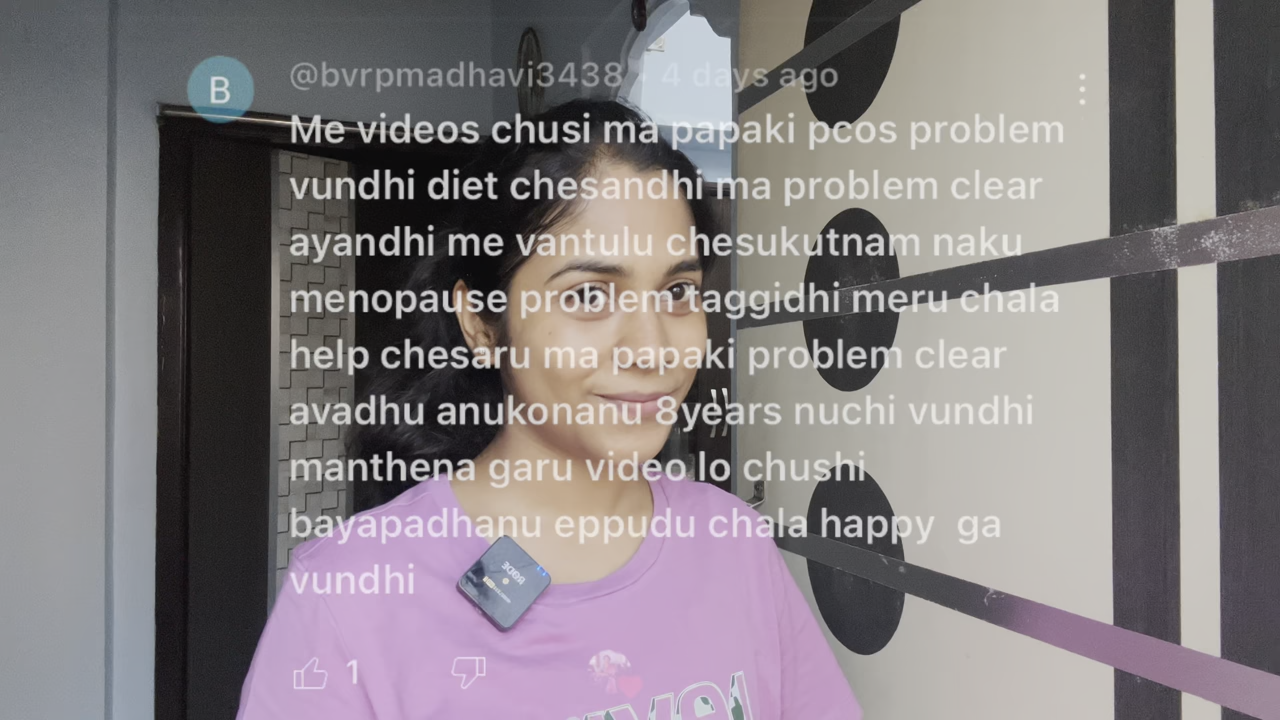 B
@bvrpmadhavi3438 · 4 days ago
Me videos chusi ma papaki pcos problem
vundhi diet chesandhi ma problem clear
ayandhi me vantulu chesukutnam naku
menopause problem taggidhi meru chala
help chesaru ma papaki problem clear
avadhu anukonanu 8years nuchi vundhi
manthena garu video lo chushi
bayapadhanu eppudu chala happy ga
vundhi
RODE
1